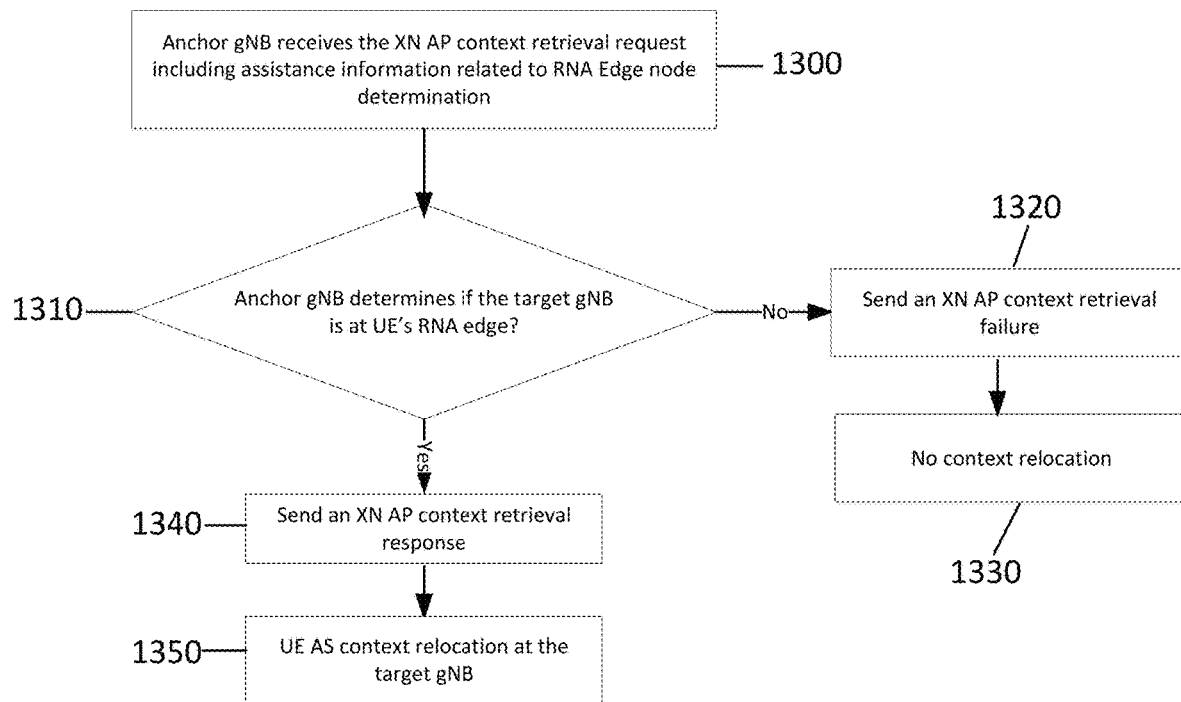 Anchor gNB receives the XN AP context retrieval request
including assistance information related to RNA Edge node
determination
1300
1310
Anchor gNB determines if the target gNB
is at UE's RNA edge?
No
1320
Send an XN AP context retrieval
failure
No context relocation
1330
Yes
1340
Send an XN AP context retrieval
response
1350
UE AS context relocation at the
target gNB